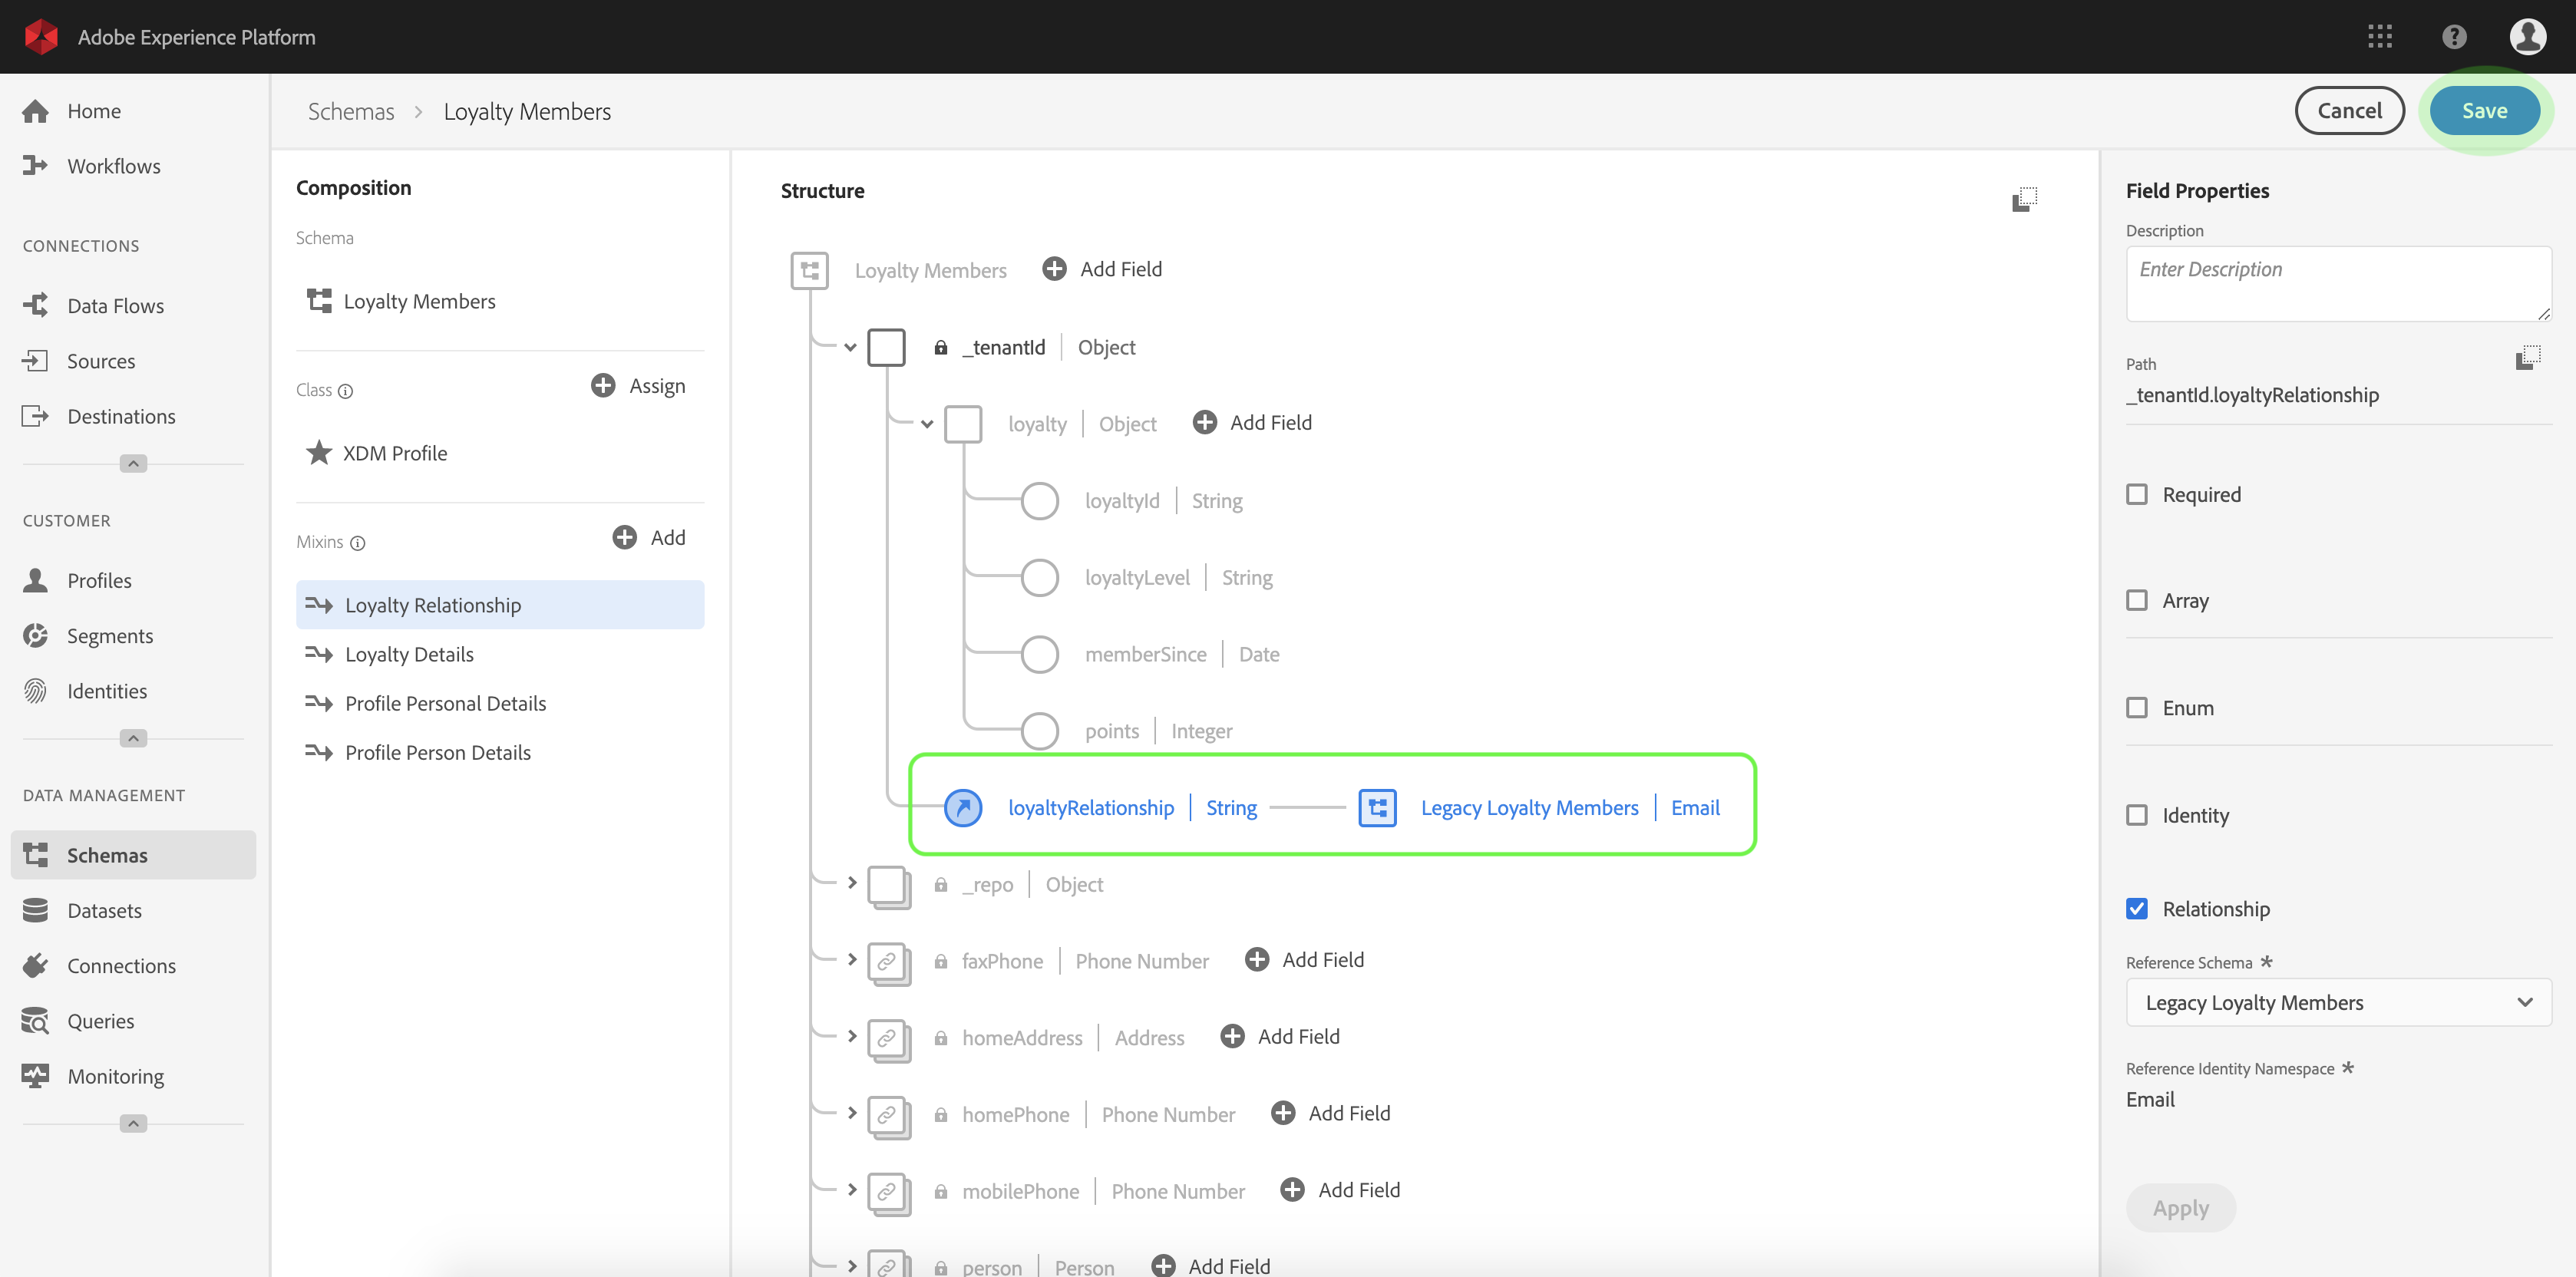 Adobe Experience Platform
Home
Workflows
CONNECTIONS
Data Flows
Sources
Destinations
CUSTOMER
Profiles
Segments
Identities
DATA MANAGEMENT
Schemas
Datasets
Connections
Queries
Monitoring
Schemas > Loyalty Members
Cancel
Save
Composition
Schema
Loyalty Members
Class
Assign
XDM Profile
Mixins
Add
Loyalty Relationship
Loyalty Details
Profile Personal Details
Profile Person Details
Structure
Loyalty Members Add Field
_tenantId | Object
loyalty | Object Add Field
loyaltyId | String
loyaltyLevel | String
memberSince | Date
points | Integer
loyaltyRelationship | String Legacy Loyalty Members | Email
_repo | Object
faxPhone | Phone Number Add Field
homeAddress | Address Add Field
homePhone | Phone Number Add Field
mobilePhone | Phone Number Add Field
person | Person Add Field
Field Properties
Description
Enter Description
Path
_tenantId.loyaltyRelationship
Required
Array
Enum
Identity
Relationship
Reference Schema *
Legacy Loyalty Members
Reference Identity Namespace *
Email
Apply